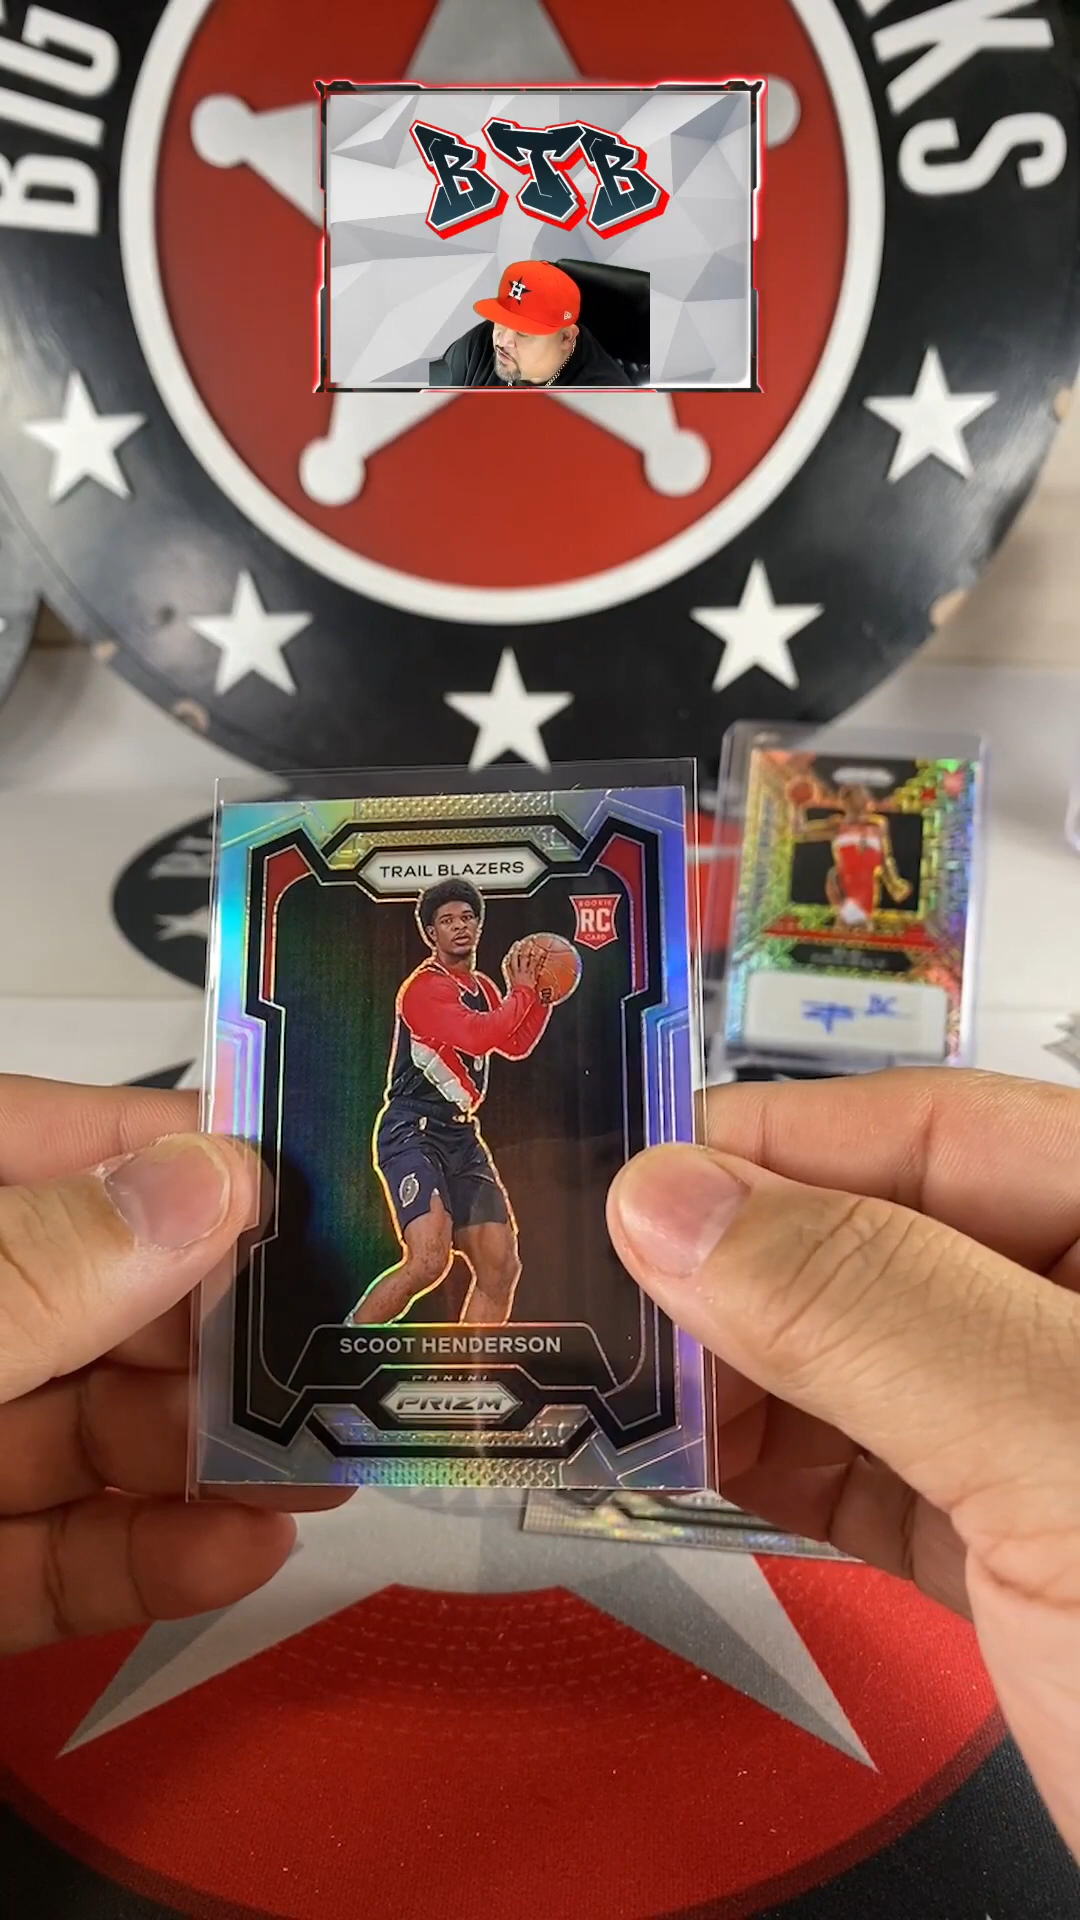 BIG
KS
BTB
H
TRAIL BLAZERS
ROOKIE
RC
CARD
SCOOT HENDERSON
PANINI
PRIZM